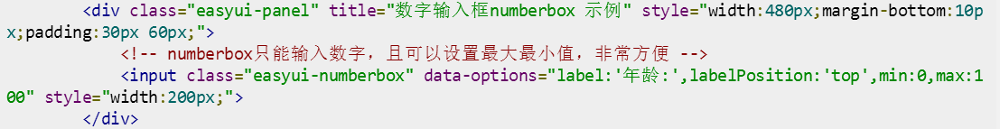 <div class="easyui-panel" title="数字输入框numberbox 示例" style="width:480px;margin-bottom:10p
x;padding:30px 60px;">
<!-- numberbox只能输入数字，且可以设置最大最小值，非常方便 -->
<input class="easyui-numberbox" data-options="label:'年龄:',labelPosition:'top',min:0,max:1
00" style="width:200px;">
</div>